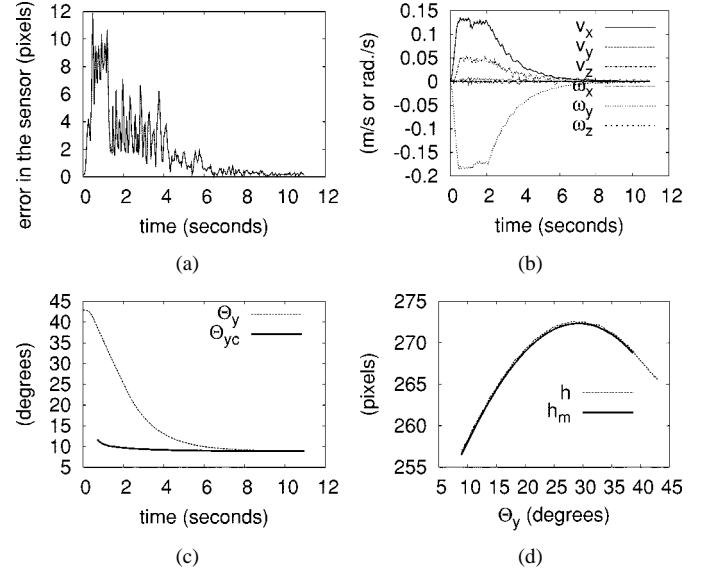 error in the sensor (pixels)
12
10
8
6
4
2
0
0 2 4 6 8 10 12
time (seconds)
(a)
(m/s or rad./s)
0.15
0.1
0.05
0
-0.05
-0.1
-0.15
-0.2
v_x
v_y
v_z
ω_x
ω_y
ω_z
0 2 4 6 8 10 12
time (seconds)
(b)
(degrees)
45
40
35
30
25
20
15
10
5
Θ_y
Θ_yc
0 2 4 6 8 10 12
time (seconds)
(c)
(pixels)
275
270
265
260
255
h
h_m
5 10 15 20 25 30 35 40 45
Θ_y (degrees)
(d)